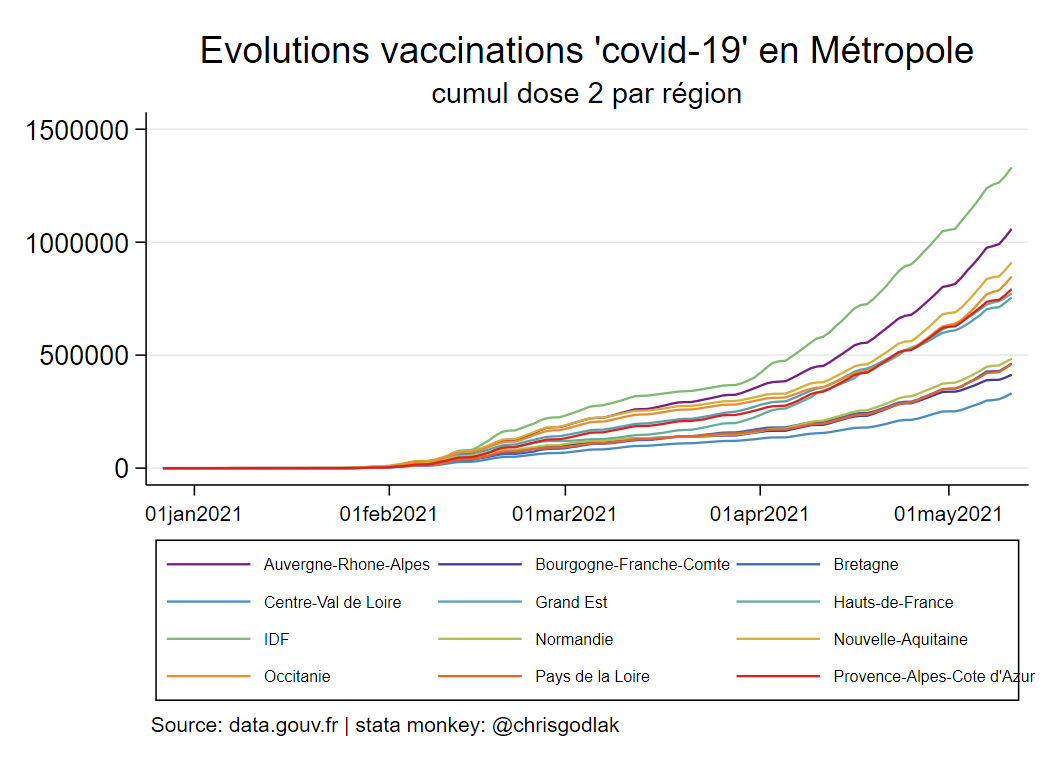 Evolutions vaccinations 'covid-19' en Métropole
cumul dose 2 par région
1500000
1000000
500000
0
01jan2021 01feb2021 01mar2021 01apr2021 01may2021
Auvergne-Rhone-Alpes Bourgogne-Franche-Comte Bretagne
Centre-Val de Loire Grand Est Hauts-de-France
IDF Normandie Nouvelle-Aquitaine
Occitanie Pays de la Loire Provence-Alpes-Cote d'Azur
Source: data.gouv.fr | stata monkey: @chrisgodlak